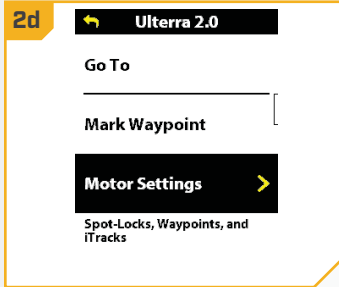 2d
Ulterra 2.0
Go To
Mark Waypoint
Motor Settings
Spot-Locks, Waypoints, and
iTracks